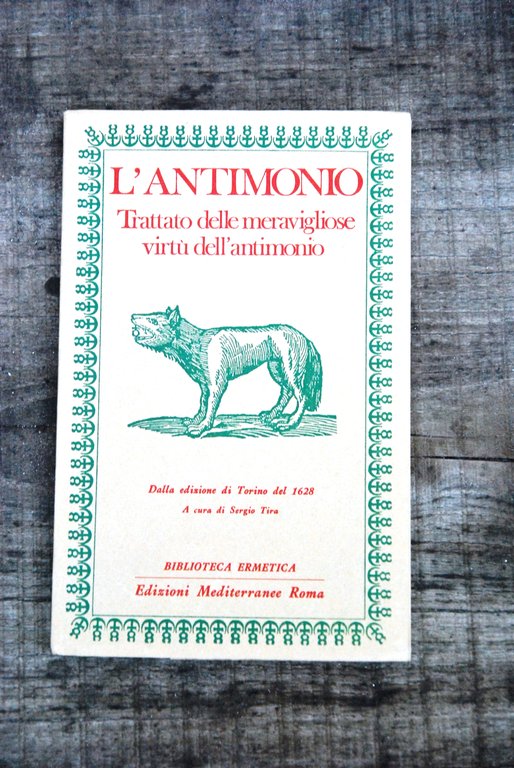 L'ANTIMONIO
Trattato delle meravigliose
virtù dell'antimonio
Dalla edizione di Torino del 1628
A cura di Sergio Tira
BIBLIOTECA ERMETICA
Edizioni Mediterranee Roma